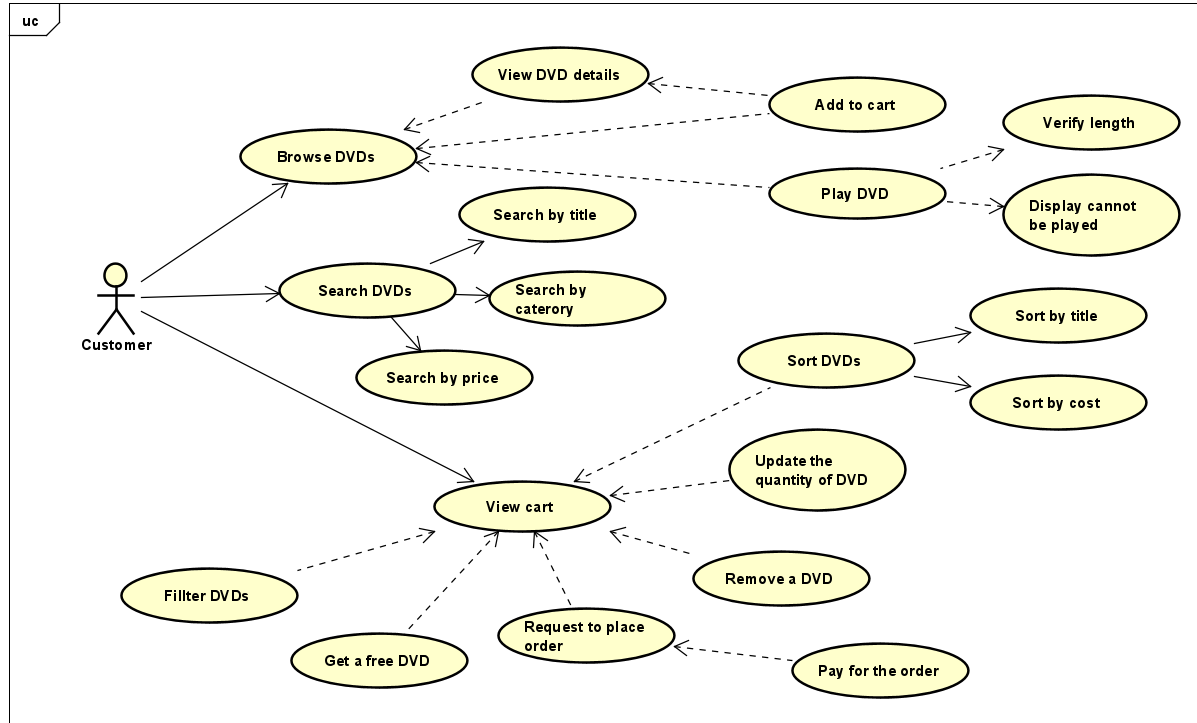 uc
View DVD details
Add to cart
Verify length
Browse DVDs
Play DVD
Search by title
Display cannot
be played
Search DVDs
Search by
caterory
Customer
Sort by title
Search by price
Sort DVDs
Sort by cost
Update the
quantity of DVD
View cart
Remove a DVD
Fillter DVDs
Request to place
order
Get a free DVD
Pay for the order